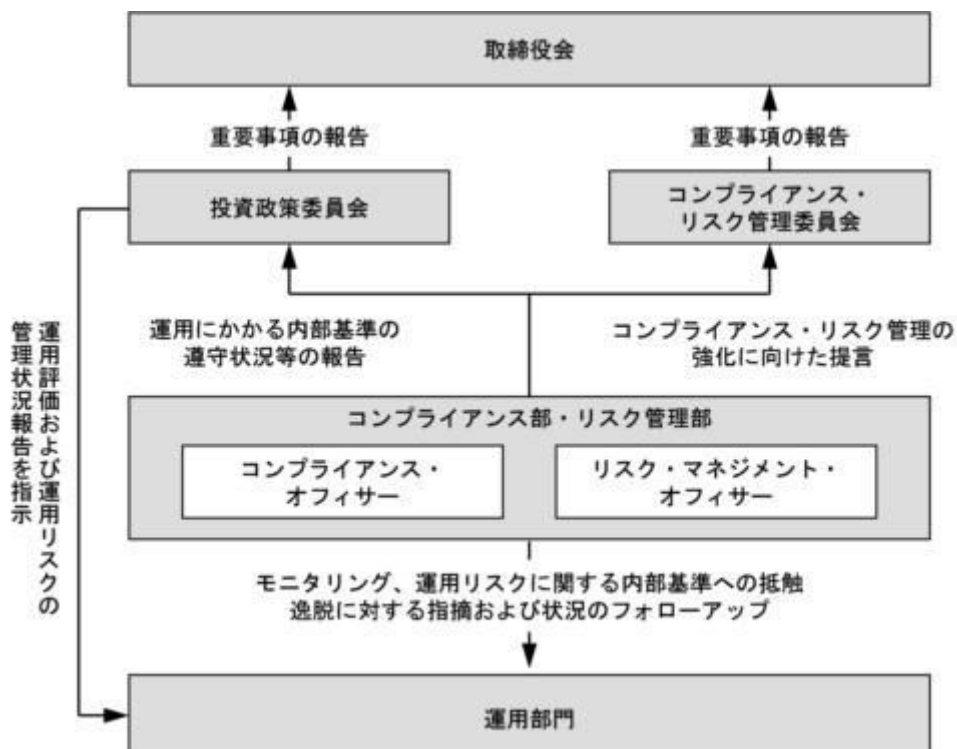 取締役会
重要事項の報告
重要事項の報告
投資政策委員会
コンプライアンス・
リスク管理委員会
運用にかかる内部基準の
遵守状況等の報告
コンプライアンス・リスク管理の
強化に向けた提言
運用評価および運用リスクの
管理状況報告を指示
コンプライアンス部・リスク管理部
コンプライアンス・
オフィサー
リスク・マネジメント・
オフィサー
モニタリング、運用リスクに関する内部基準への抵触
逸脱に対する指摘および状況のフォローアップ
運用部門